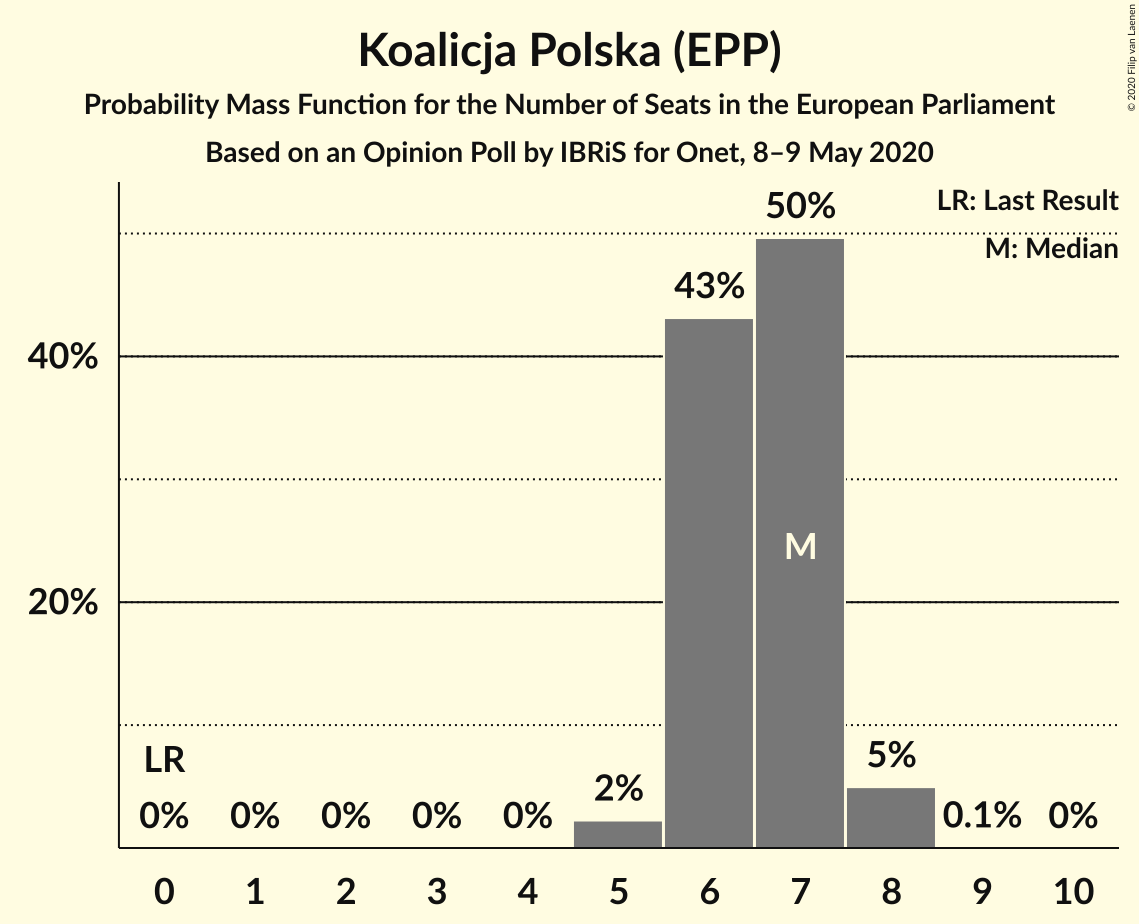 Koalicja Polska (EPP)
Probability Mass Function for the Number of Seats in the European Parliament
Based on an Opinion Poll by IBRiS for Onet, 8–9 May 2020
© 2020 Filip van Laenen
LR: Last Result
M: Median
50%
43%
40%
M
20%
LR
5%
2%
0% 0% 0% 0% 0% 0.1% 0%
0 1 2 3 4 5 6 7 8 9 10